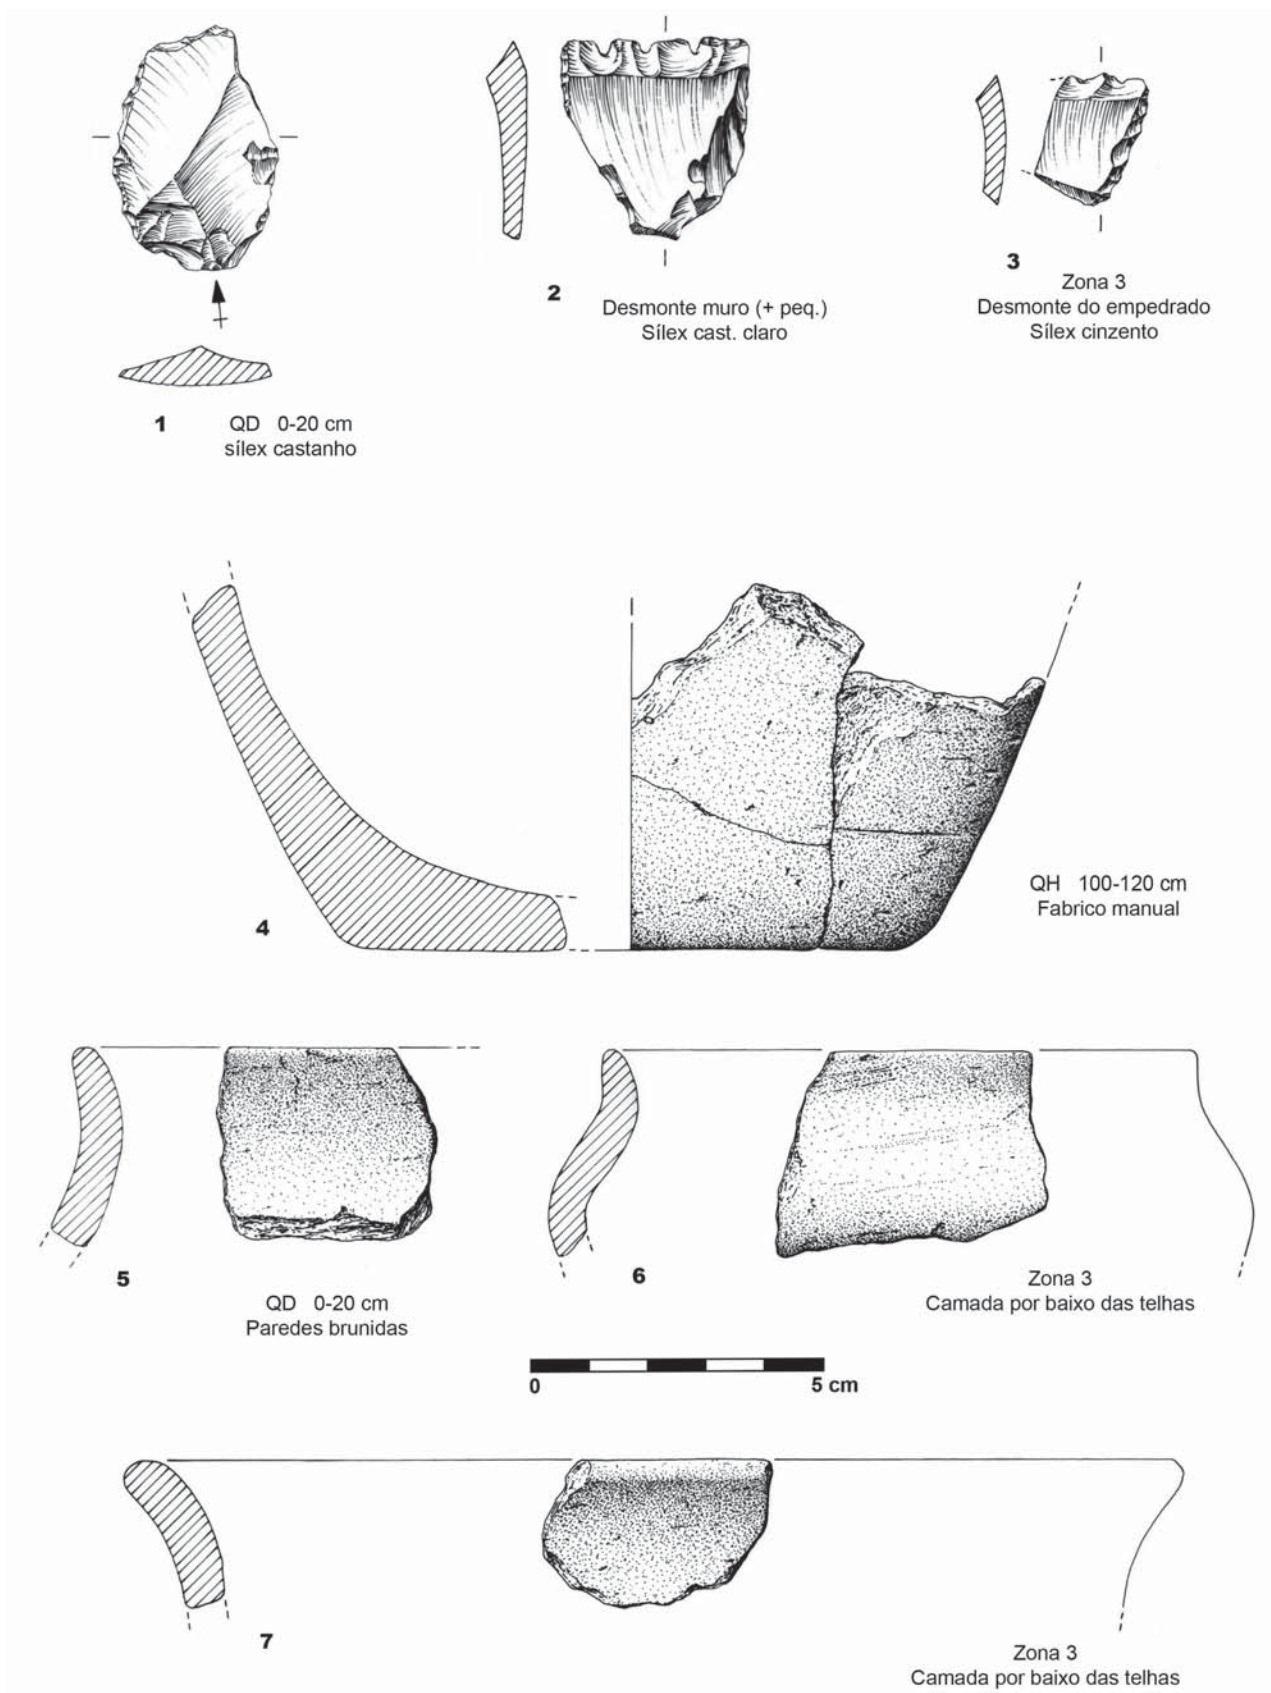 1
QD 0-20 cm
sílex castanho
2
Desmonte muro (+ peq.)
Sílex cast. claro
3
Zona 3
Desmonte do empedrado
Sílex cinzento
4
QH 100-120 cm
Fabrico manual
5
QD 0-20 cm
Paredes brunidas
6
Zona 3
Camada por baixo das telhas
0 5 cm
7
Zona 3
Camada por baixo das telhas